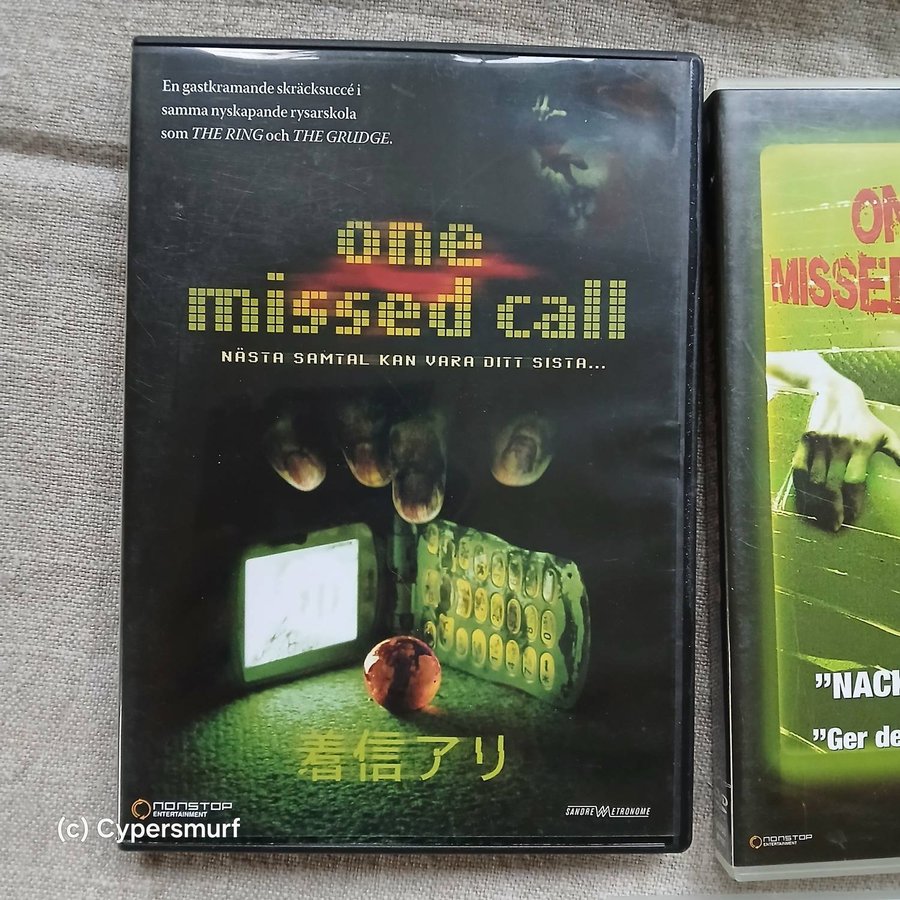 En gastkramande skräcksuccé i
samma nyskapande rysarskola
som THE RING och THE GRUDGE.
one
missed call
NÄSTA SAMTAL KAN VARA DITT SISTA...
着信アリ
NONSTOP
ENTERTAINMENT
SANDREW METRONOME
(c) Cypersmurf
ON
MISSED
"NACK
"Ger de
NONSTOP
ENTERTAINMENT